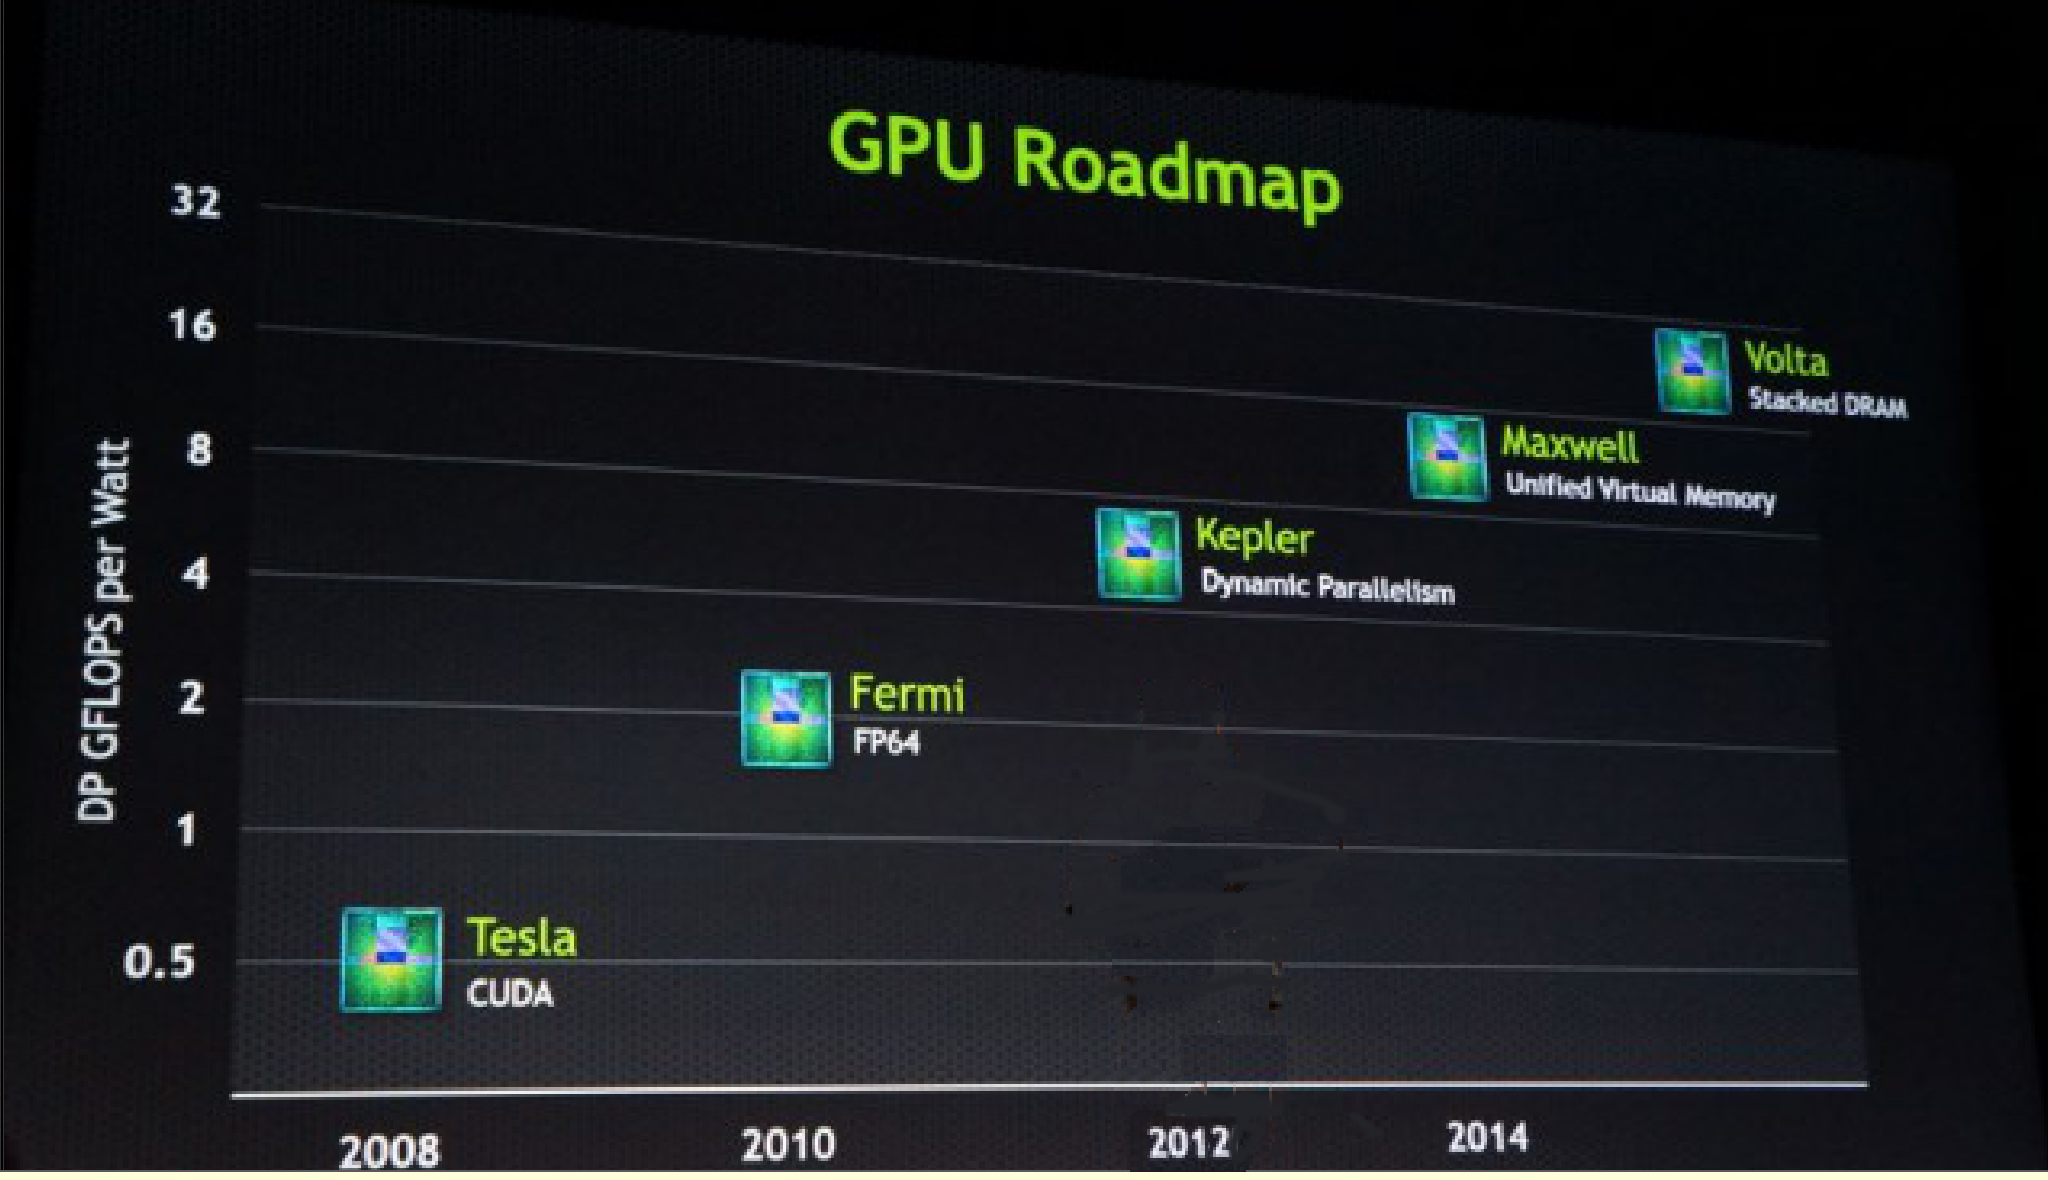 GPU Roadmap
32
16
8
4
2
1
0.5
DP GFLOPS per Watt
Volta
Stacked DRAM
Maxwell
Unified Virtual Memory
Kepler
Dynamic Parallelism
Fermi
FP64
Tesla
CUDA
2008
2010
2012
2014